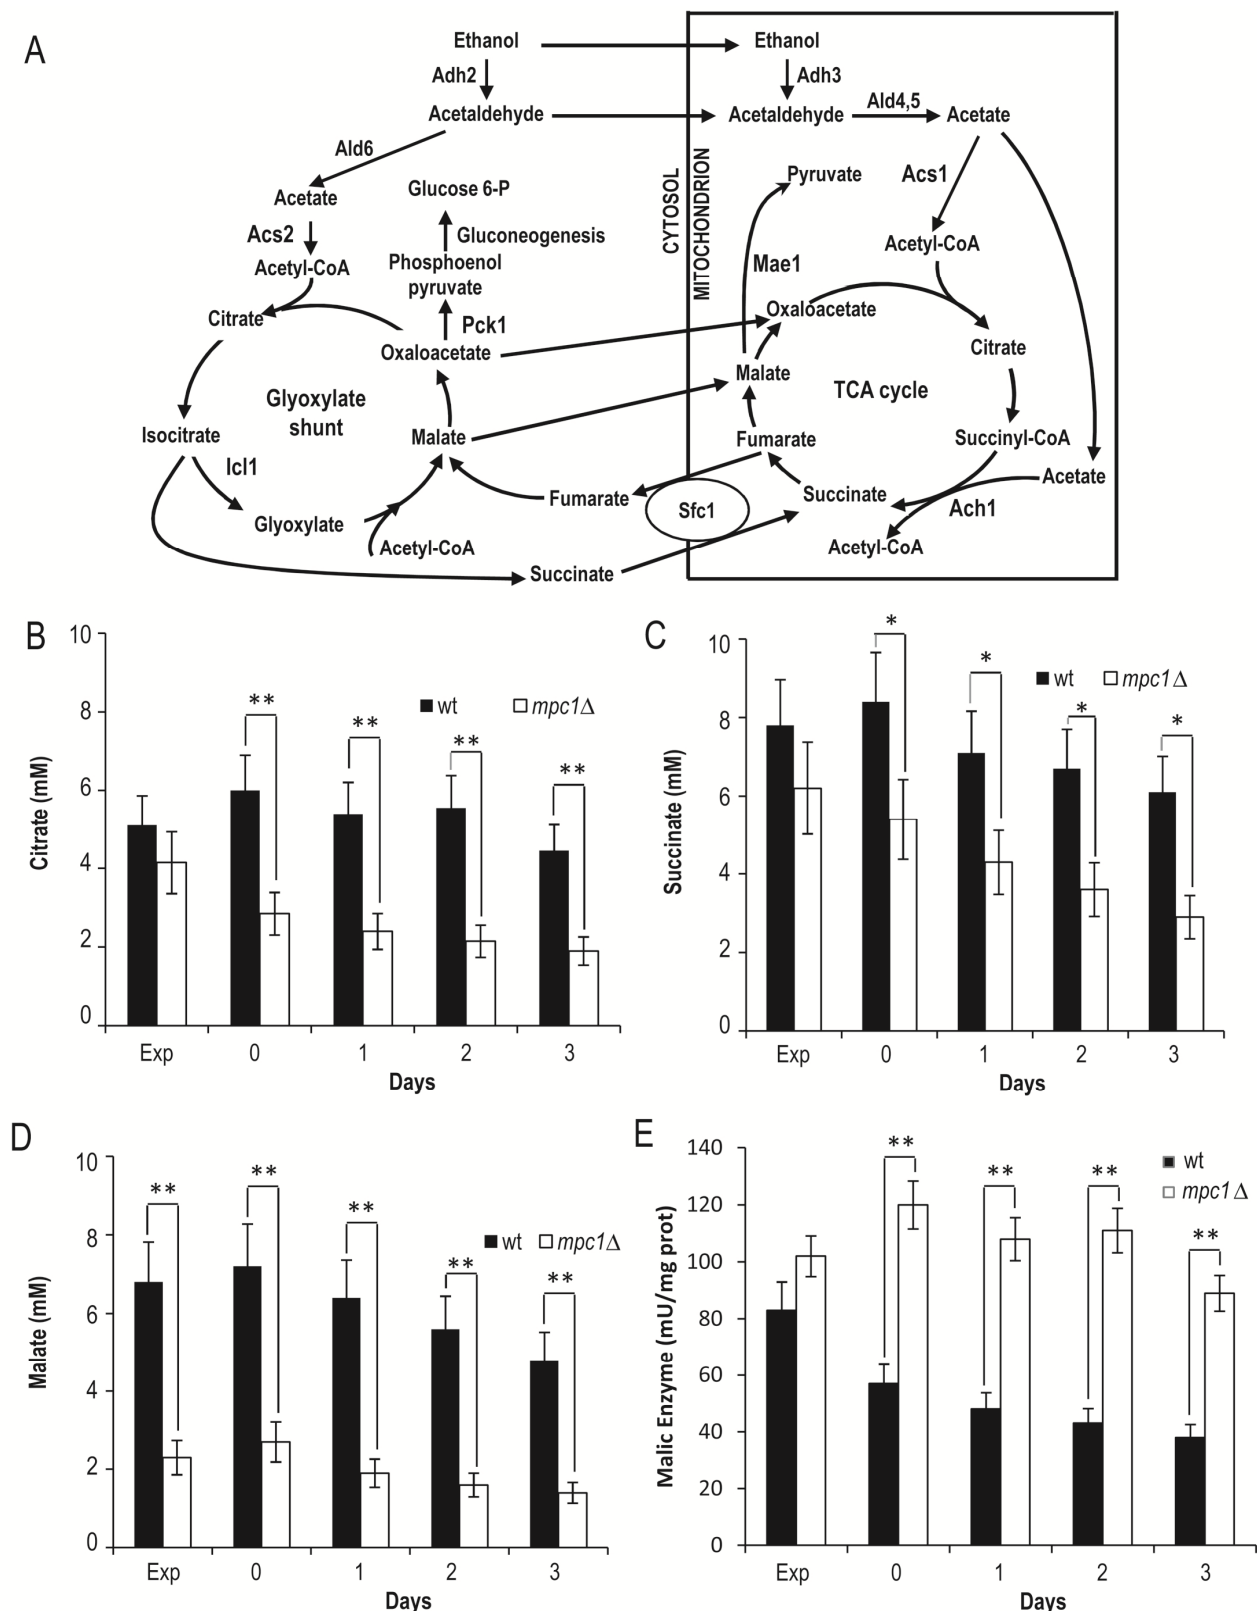 A
Ethanol
Ethanol
Adh2
Adh3
Acetaldehyde
Acetaldehyde
Ald4,5
Acetate
Ald6
CYTOSOL
MITOCHONDRION
Pyruvate
Acs1
Acetate
Glucose 6-P
Acs2
Gluconeogenesis
Acetyl-CoA
Acetyl-CoA
Phosphoenol
pyruvate
Mae1
Citrate
Pck1
Oxaloacetate
Oxaloacetate
Citrate
Malate
TCA cycle
Glyoxylate
shunt
Isocitrate
Malate
Fumarate
Succinyl-CoA
Icl1
Acetate
Fumarate
Sfc1
Succinate
Ach1
Glyoxylate
Acetyl-CoA
Acetyl-CoA
Succinate
B
10
8
6
4
2
0
Citrate (mM)
wt
mpc1Δ
**
**
**
**
Exp
0
1
2
3
Days
C
10
8
6
4
2
0
Succinate (mM)
wt
mpc1Δ
*
*
*
*
Exp
0
1
2
3
Days
D
10
8
6
4
2
0
Malate (mM)
wt
mpc1Δ
**
**
**
**
**
Exp
0
1
2
3
Days
E
140
120
100
80
60
40
20
0
Malic Enzyme (mU/mg prot)
wt
mpc1Δ
**
**
**
**
Exp
0
1
2
3
Days